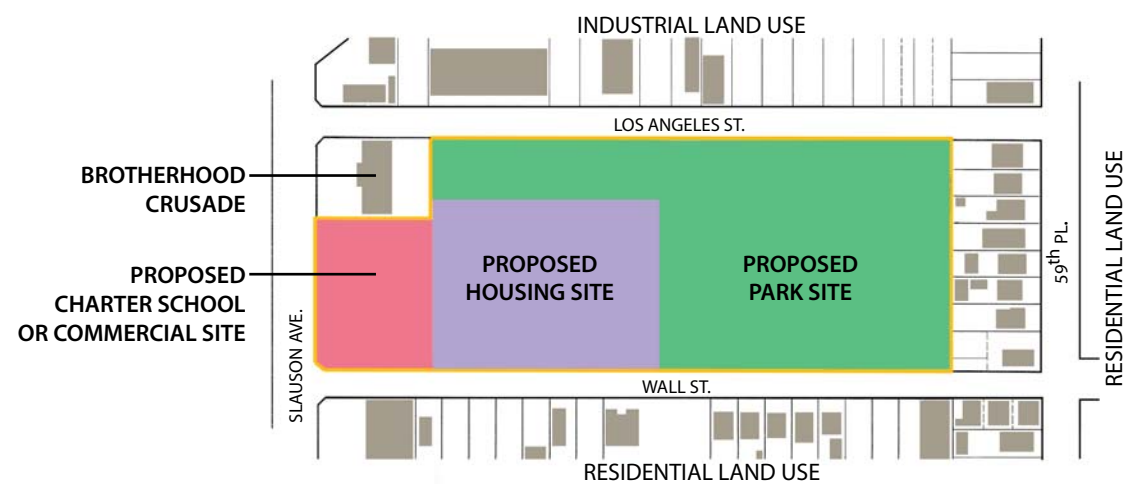 INDUSTRIAL LAND USE
LOS ANGELES ST.
BROTHERHOOD
CRUSADE
PROPOSED
CHARTER SCHOOL
OR COMMERCIAL SITE
PROPOSED
HOUSING SITE
PROPOSED
PARK SITE
SLAUSON AVE.
59th PL.
RESIDENTIAL LAND USE
WALL ST.
RESIDENTIAL LAND USE